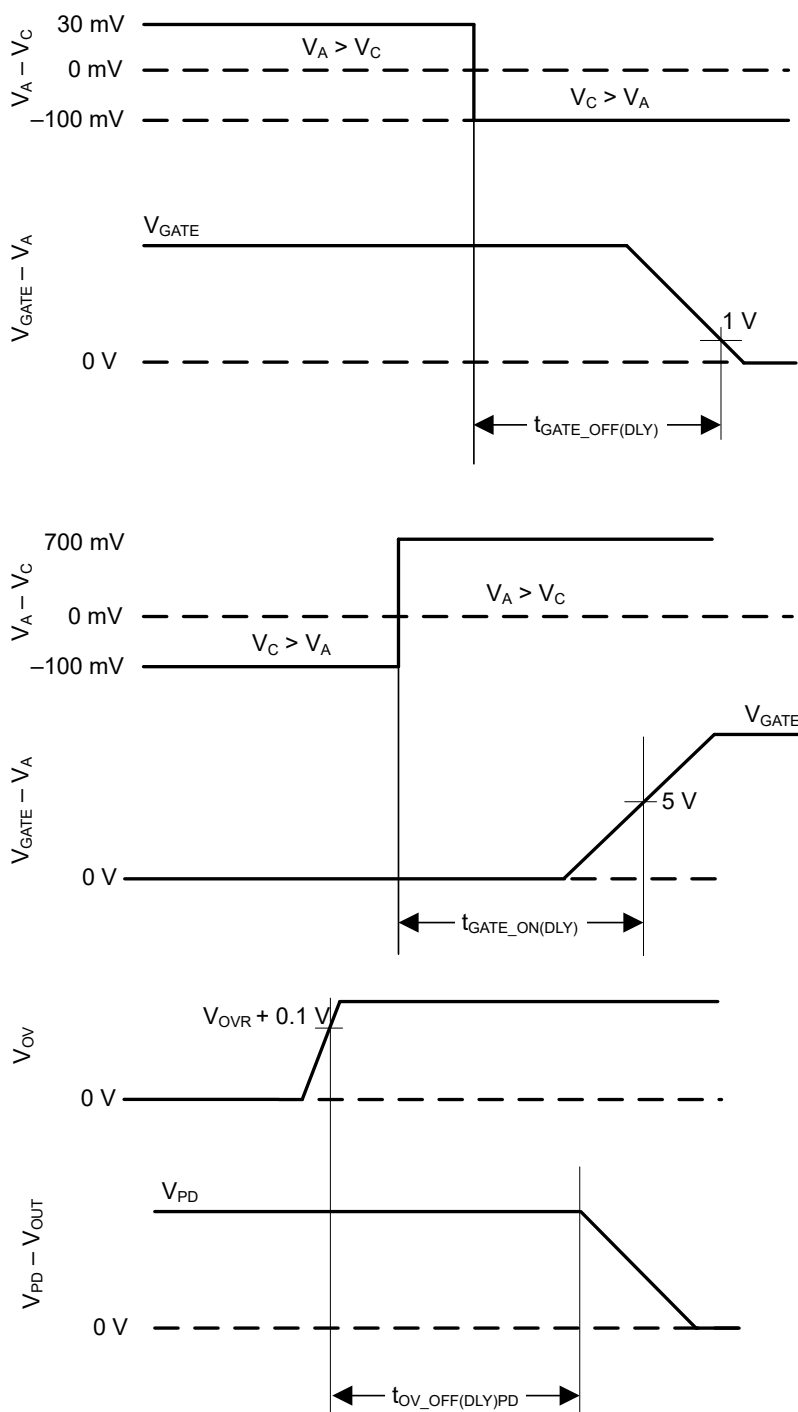 30 mV
V_A – V_C
V_A > V_C
0 mV
V_C > V_A
–100 mV
V_GATE – V_A
V_GATE
1 V
0 V
t_GATE_OFF(DLY)
700 mV
V_A – V_C
0 mV
V_A > V_C
V_C > V_A
–100 mV
V_GATE – V_A
V_GATE
5 V
0 V
t_GATE_ON(DLY)
V_OV
V_OVR + 0.1 V
0 V
V_PD – V_OUT
V_PD
0 V
t_OV_OFF(DLY)PD